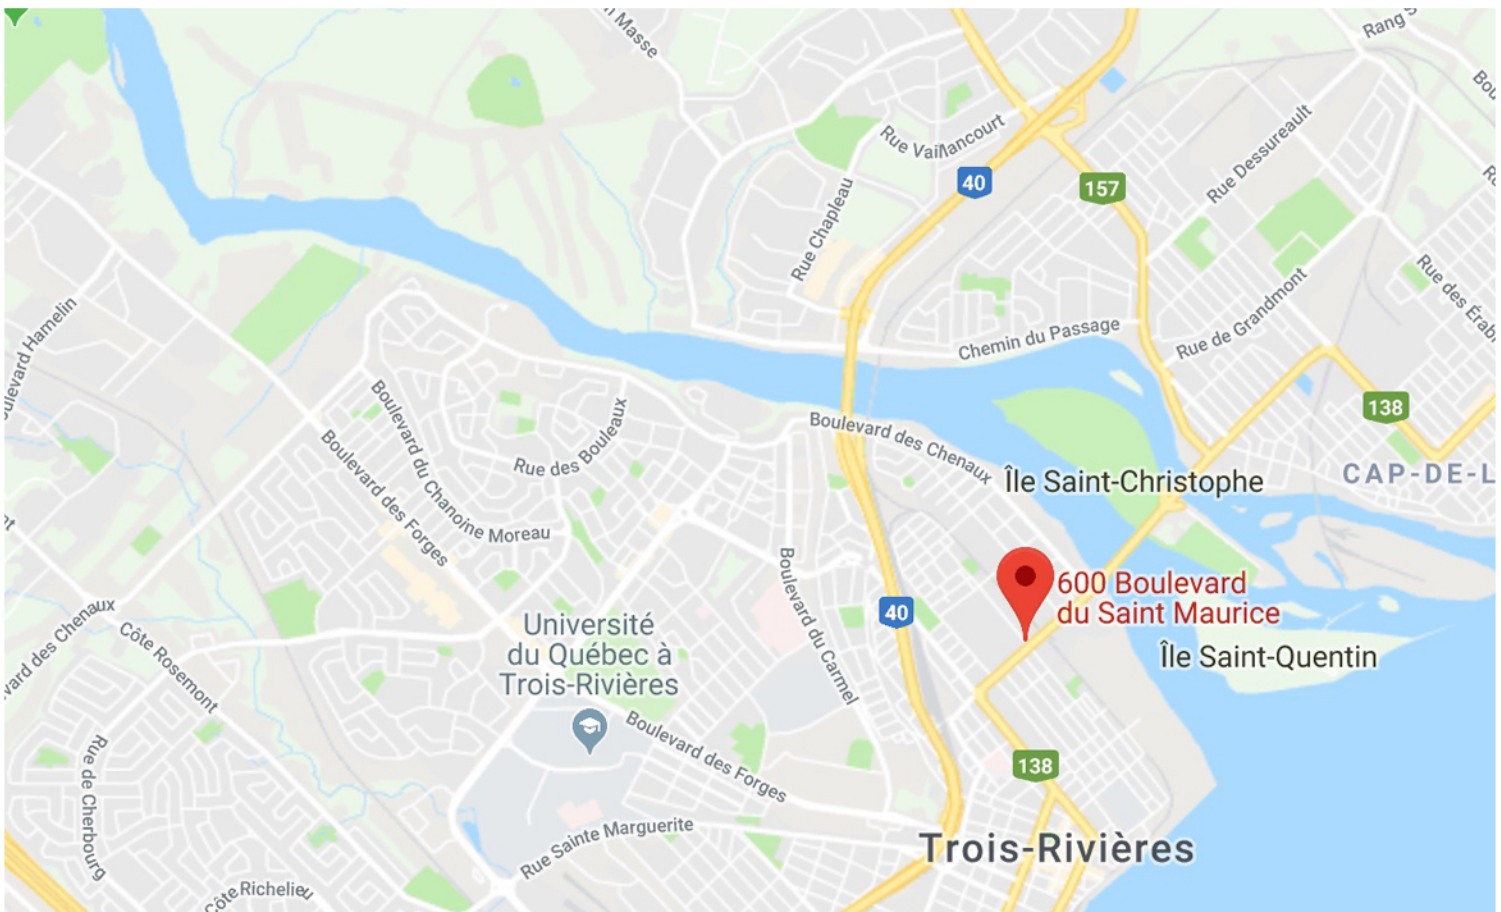 Masse
Rang S
Bou
Rue Vaillancourt
Rue Dessureault
40
157
Rue Chapleau
Rue des Érabl
Boulevard Hamelin
Chemin du Passage
Rue de Grandmont
138
Boulevard du Chanoine Moreau
Rue des Bouleaux
Boulevard des Chenaux
Boulevard des Forges
Île Saint-Christophe
CAP-DE-L
600 Boulevard
du Saint Maurice
Boulevard du Carmel
40
vard des Chenaux
Côte Rosemont
Université
du Québec à
Trois-Rivières
Île Saint-Quentin
Boulevard des Forges
Rue de Cherbourg
138
Rue Sainte Marguerite
Trois-Rivières
Côte Richelieu